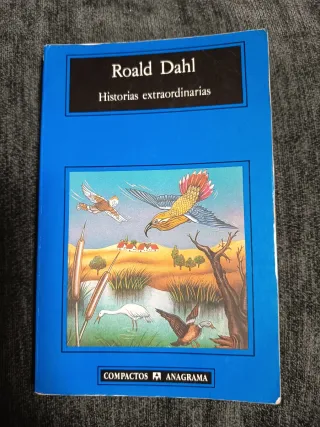 Roald Dahl
Historias extraordinarias
COMPACTOS ANAGRAMA